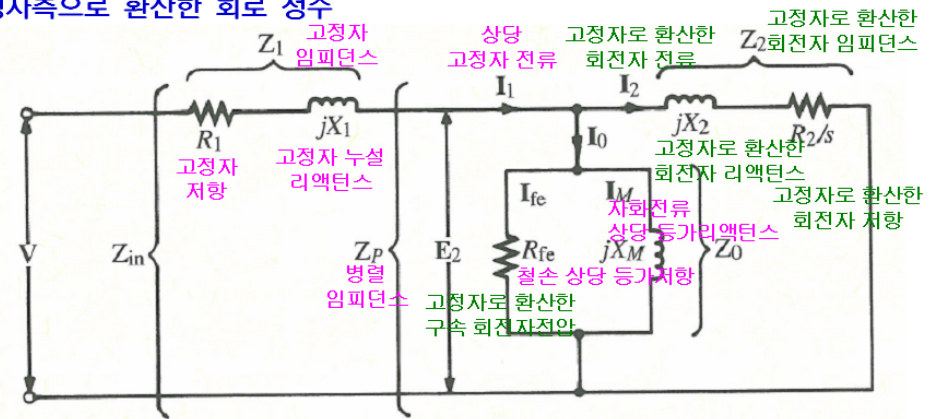 정자측으로 환산한 회로 정수
고정자
임피던스
Z1
상당
고정자 전류
I1
고정자로 환산한
회전자 전류
I2
고정자로 환산한
회전자 임피던스
Z2
R1
고정자
저항
jX1
고정자 누설
리액턴스
I0
jX2
고정자로 환산한
회전자 리액턴스
R2/s
고정자로 환산한
회전자 저항
Ife
IM
자화전류
상당 등가리액턴스
V
Zin
ZP
병렬
임피던스
E2
고정자로 환산한
구속 회전자전압
Rfe
철손 상당 등가저항
jXM
Z0